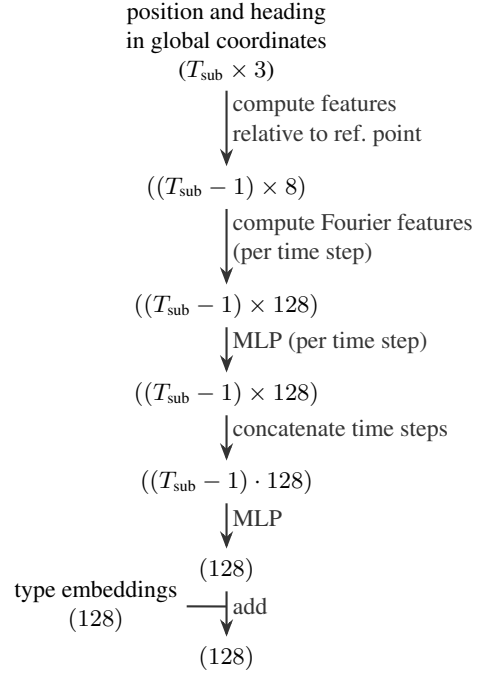 position and heading
in global coordinates
(T_sub × 3)
compute features
relative to ref. point
((T_sub − 1) × 8)
compute Fourier features
(per time step)
((T_sub − 1) × 128)
MLP (per time step)
((T_sub − 1) × 128)
concatenate time steps
((T_sub − 1) · 128)
MLP
(128)
type embeddings
(128)
add
(128)